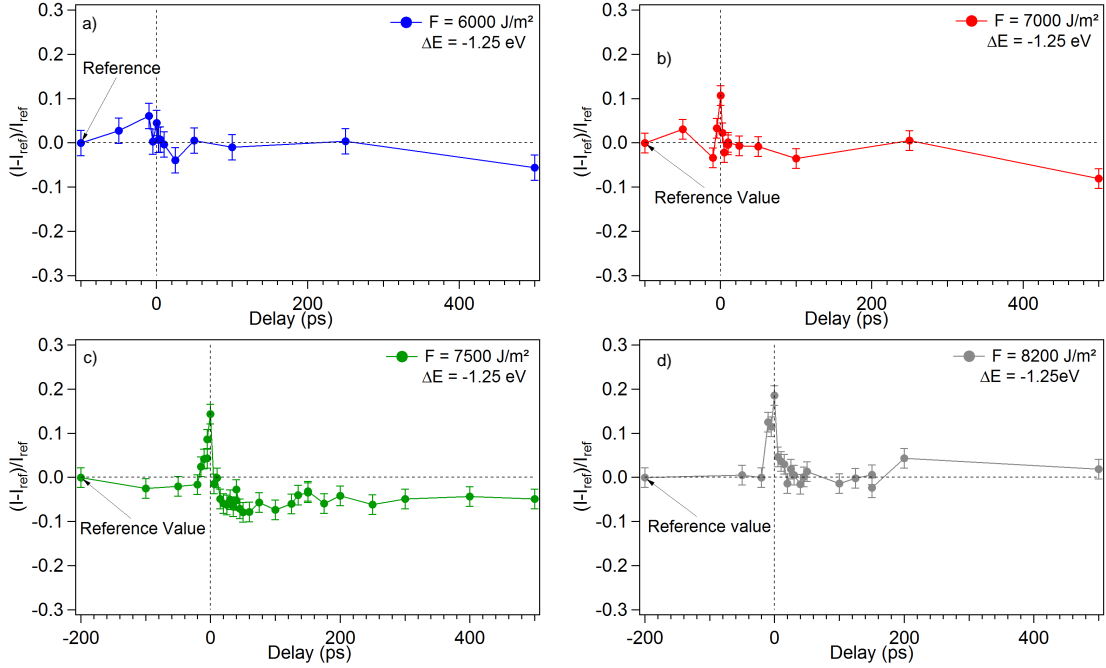 a)
F = 6000 J/m²
ΔE = -1.25 eV
Reference
(I-I_ref)/I_ref
0.3
0.2
0.1
0.0
-0.1
-0.2
-0.3
0
200
400
Delay (ps)
b)
F = 7000 J/m²
ΔE = -1.25 eV
Reference Value
(I-I_ref)/I_ref
0.3
0.2
0.1
0.0
-0.1
-0.2
-0.3
0
200
400
Delay (ps)
c)
F = 7500 J/m²
ΔE = -1.25 eV
Reference Value
(I-I_ref)/I_ref
0.3
0.2
0.1
0.0
-0.1
-0.2
-0.3
-200
0
200
400
Delay (ps)
d)
F = 8200 J/m²
ΔE = -1.25eV
Reference value
(I-I_ref)/I_ref
0.3
0.2
0.1
0.0
-0.1
-0.2
-0.3
-200
0
200
400
Delay (ps)